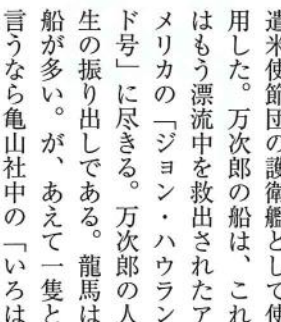 遣米使節団の護衛艦として使
用した。万次郎の船は、これ
はもう漂流中を救出されたア
メリカの「ジョン・ハウラン
ド号」に尽きる。万次郎の人
生の振り出しである。龍馬は
船が多い。が、あえて一隻と
言うなら亀山社中の「いろは